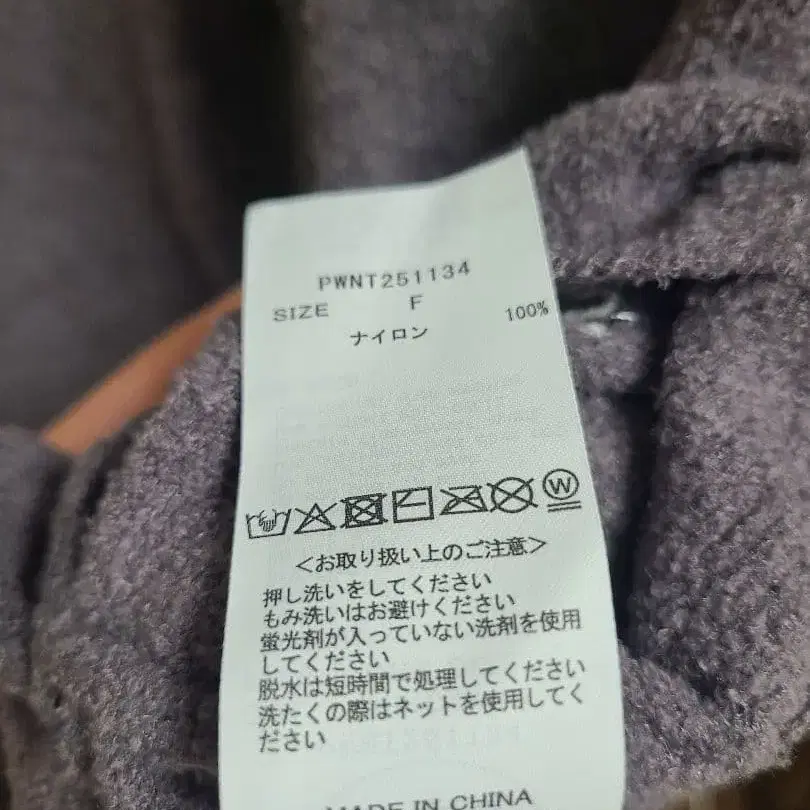 PWNT251134
SIZE F
ナイロン 100%
W
<お取り扱い上のご注意>
押し洗いをしてください
もみ洗いはお避けください
蛍光剤が入っていない洗剤を使用
してください
脱水は短時間で処理してください
洗たくの際はネットを使用してく
ださい
MADE IN CHINA